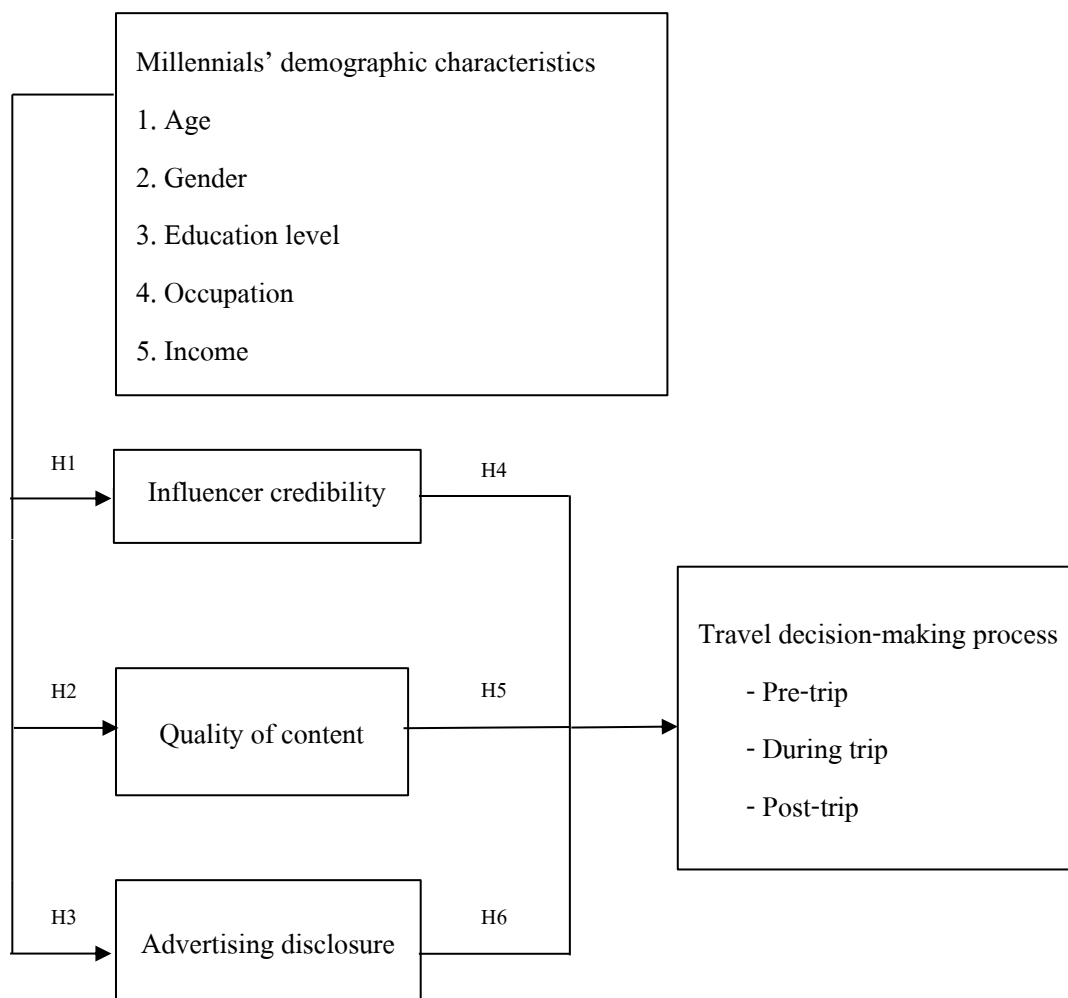 Millennials’ demographic characteristics
1. Age
2. Gender
3. Education level
4. Occupation
5. Income
H1
Influencer credibility
H4
H2
Quality of content
H5
Travel decision-making process
- Pre-trip
- During trip
- Post-trip
H3
Advertising disclosure
H6